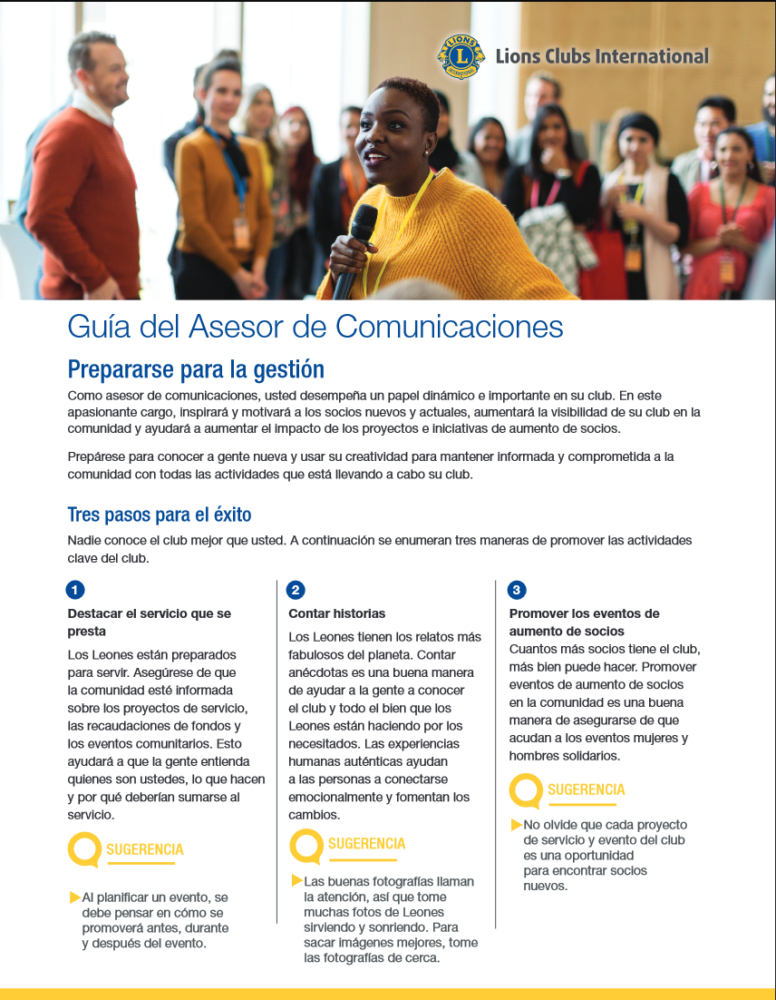 LIONS
L
INTERNATIONAL
Lions Clubs International
Guía del Asesor de Comunicaciones
Prepararse para la gestión
Como asesor de comunicaciones, usted desempeña un papel dinámico e importante en su club. En este
apasionante cargo, inspirará y motivará a los socios nuevos y actuales, aumentará la visibilidad de su club en la
comunidad y ayudará a aumentar el impacto de los proyectos e iniciativas de aumento de socios.
Prepárese para conocer a gente nueva y usar su creatividad para mantener informada y comprometida a la
comunidad con todas las actividades que está llevando a cabo su club.
Tres pasos para el éxito
Nadie conoce el club mejor que usted. A continuación se enumeran tres maneras de promover las actividades
clave del club.
1
Destacar el servicio que se
presta
Los Leones están preparados
para servir. Asegúrese de que
la comunidad esté informada
sobre los proyectos de servicio,
las recaudaciones de fondos y
los eventos comunitarios. Esto
ayudará a que la gente entienda
quienes son ustedes, lo que hacen
y por qué deberían sumarse al
servicio.
SUGERENCIA
Al planificar un evento, se
debe pensar en cómo se
promoverá antes, durante
y después del evento.
2
Contar historias
Los Leones tienen los relatos más
fabulosos del planeta. Contar
anécdotas es una buena manera
de ayudar a la gente a conocer
el club y todo el bien que los
Leones están haciendo por los
necesitados. Las experiencias
humanas auténticas ayudan
a las personas a conectarse
emocionalmente y fomentan los
cambios.
SUGERENCIA
Las buenas fotografías llaman
la atención, así que tome
muchas fotos de Leones
sirviendo y sonriendo. Para
sacar imágenes mejores, tome
las fotografías de cerca.
3
Promover los eventos de
aumento de socios
Cuantos más socios tiene el club,
más bien puede hacer. Promover
eventos de aumento de socios
en la comunidad es una buena
manera de asegurarse de que
acudan a los eventos mujeres y
hombres solidarios.
SUGERENCIA
No olvide que cada proyecto
de servicio y evento del club
es una oportunidad
para encontrar socios
nuevos.